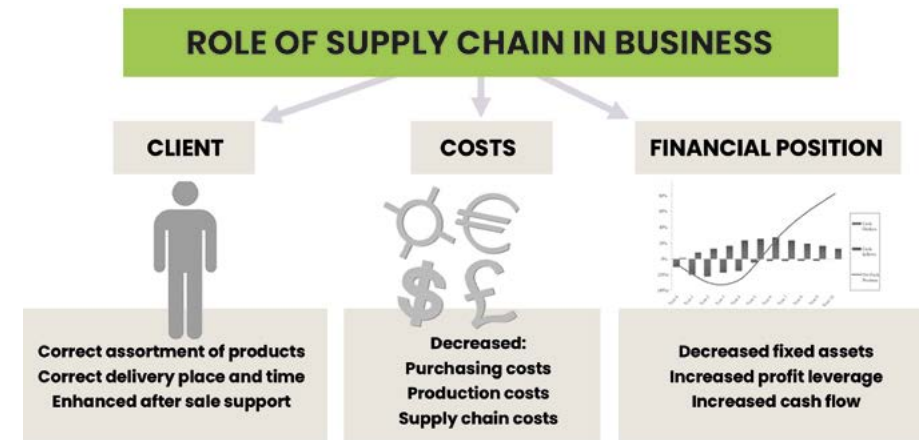 ROLE OF SUPPLY CHAIN IN BUSINESS
CLIENT
COSTS
FINANCIAL POSITION
Correct assortment of products
Correct delivery place and time
Enhanced after sale support
Decreased:
Purchasing costs
Production costs
Supply chain costs
Decreased fixed assets
Increased profit leverage
Increased cash flow